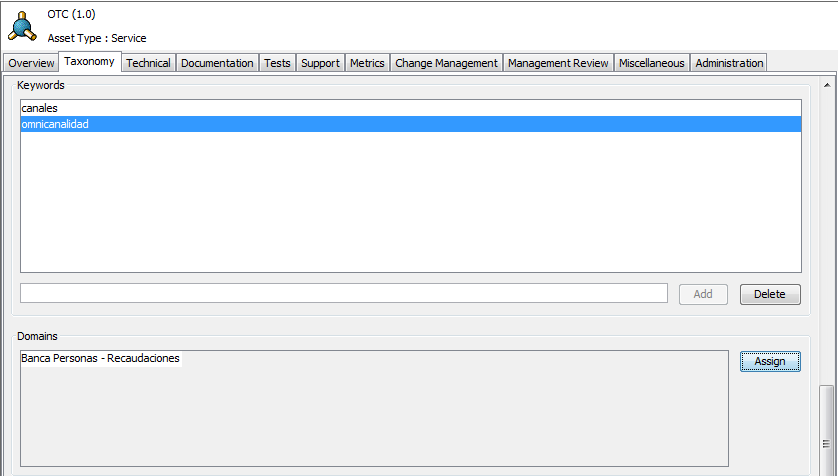 OTC (1.0)
Asset Type : Service
Overview Taxonomy Technical Documentation Tests Support Metrics Change Management Management Review Miscellaneous Administration
Keywords
canales
omnicanalidad
Add Delete
Domains
Banca Personas - Recaudaciones
Assign